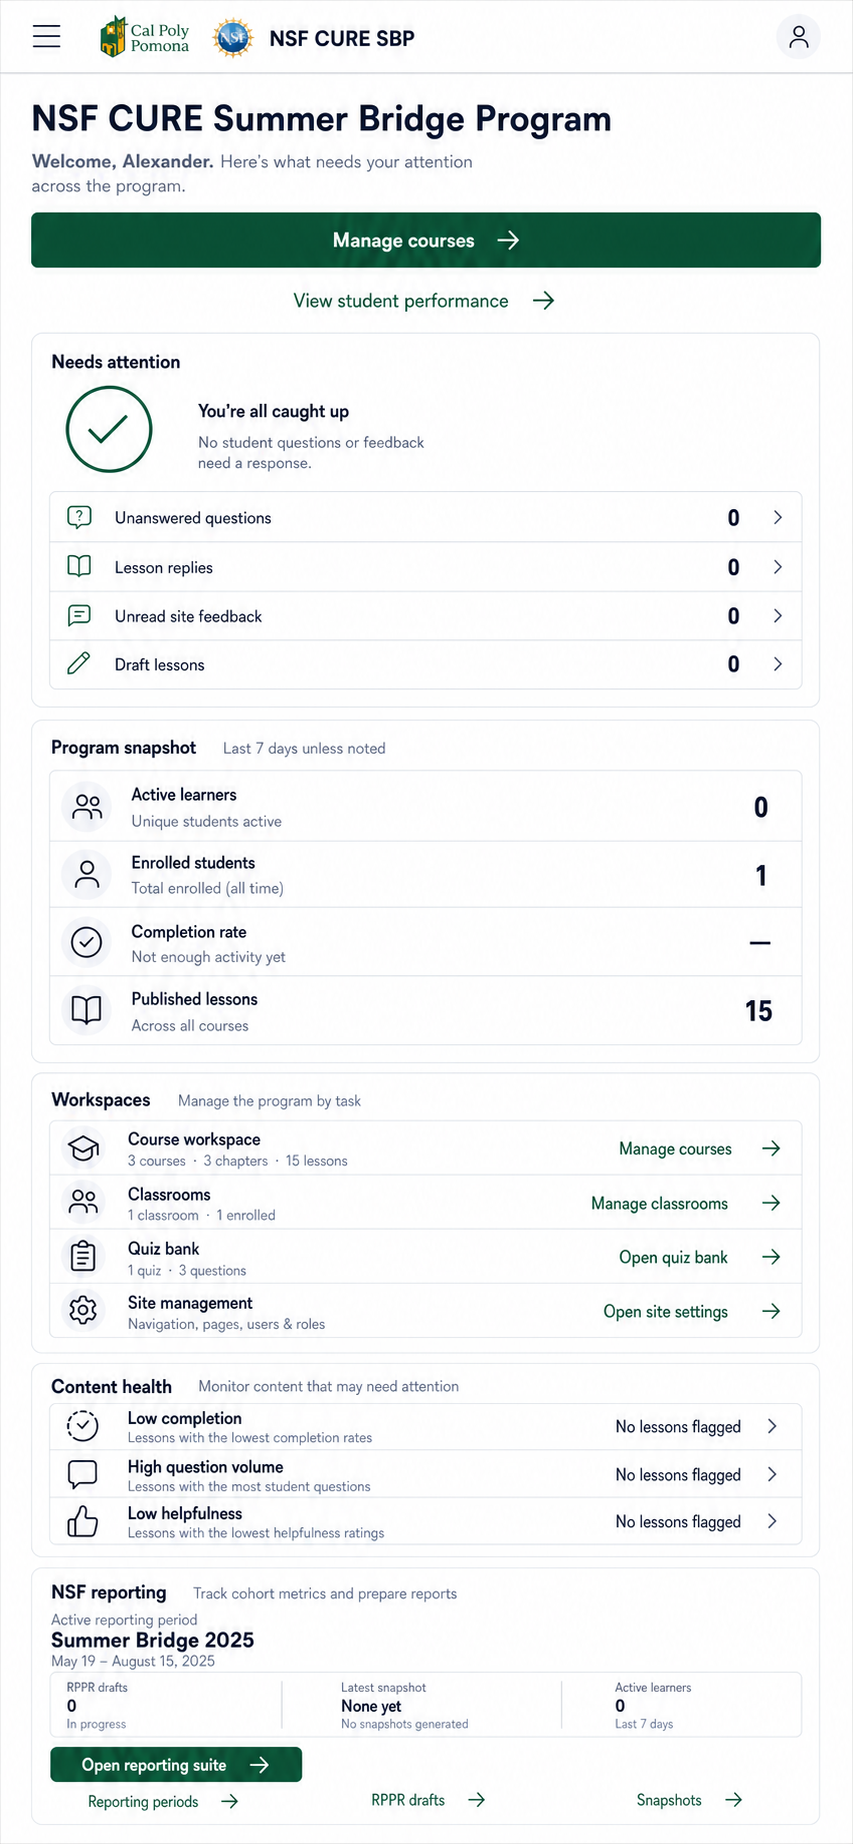 Cal Poly
Pomona
NSF
NSF CURE SBP
NSF CURE Summer Bridge Program
Welcome, Alexander. Here's what needs your attention
across the program.
Manage courses
View student performance
Needs attention
You're all caught up
No student questions or feedback
need a response.
Unanswered questions 0
Lesson replies 0
Unread site feedback 0
Draft lessons 0
Program snapshot Last 7 days unless noted
Active learners
Unique students active
0
Enrolled students
Total enrolled (all time)
1
Completion rate
Not enough activity yet
—
Published lessons
Across all courses
15
Workspaces Manage the program by task
Course workspace
3 courses · 3 chapters · 15 lessons
Manage courses
Classrooms
1 classroom · 1 enrolled
Manage classrooms
Quiz bank
1 quiz · 3 questions
Open quiz bank
Site management
Navigation, pages, users & roles
Open site settings
Content health Monitor content that may need attention
Low completion
Lessons with the lowest completion rates
No lessons flagged
High question volume
Lessons with the most student questions
No lessons flagged
Low helpfulness
Lessons with the lowest helpfulness ratings
No lessons flagged
NSF reporting Track cohort metrics and prepare reports
Active reporting period
Summer Bridge 2025
May 19 – August 15, 2025
RPPR drafts
0
In progress
Latest snapshot
None yet
No snapshots generated
Active learners
0
Last 7 days
Open reporting suite
Reporting periods
RPPR drafts
Snapshots